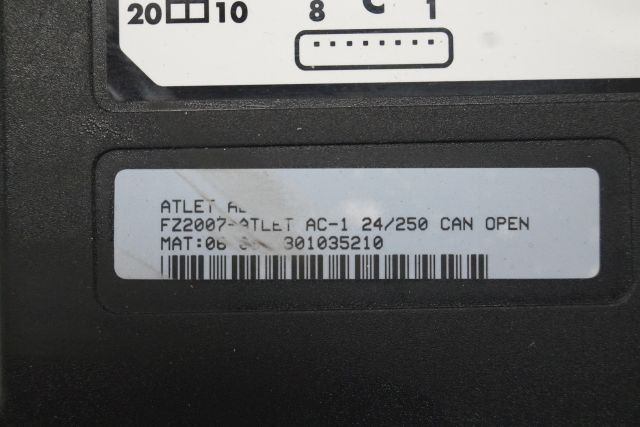 20 10
8 C 1
ATLET
FZ2007-ATLET AC-1 24/250 CAN OPEN
MAT:06 301035210